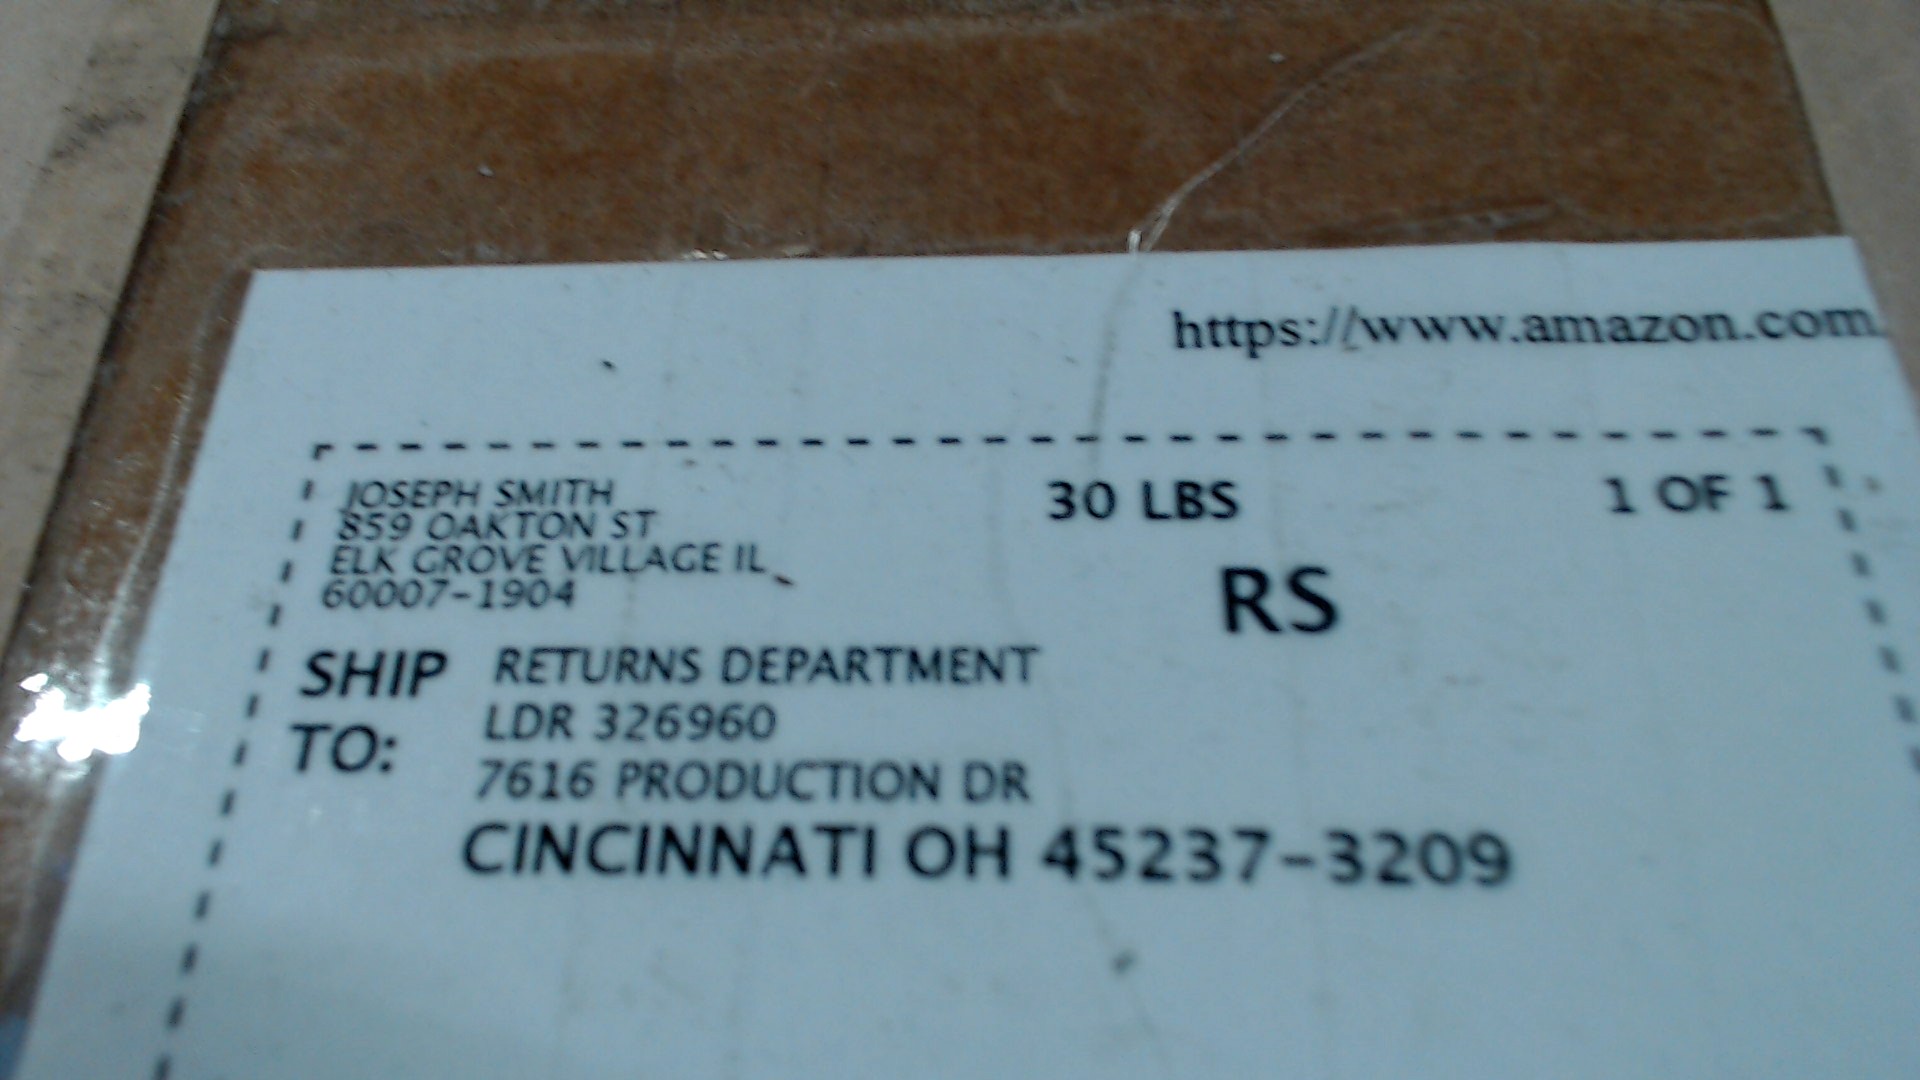 https://www.amazon.com
JOSEPH SMITH
859 OAKTON ST
ELK GROVE VILLAGE IL
60007-1904
30 LBS
1 OF 1
RS
SHIP TO:
RETURNS DEPARTMENT
LDR 326960
7616 PRODUCTION DR
CINCINNATI OH 45237-3209